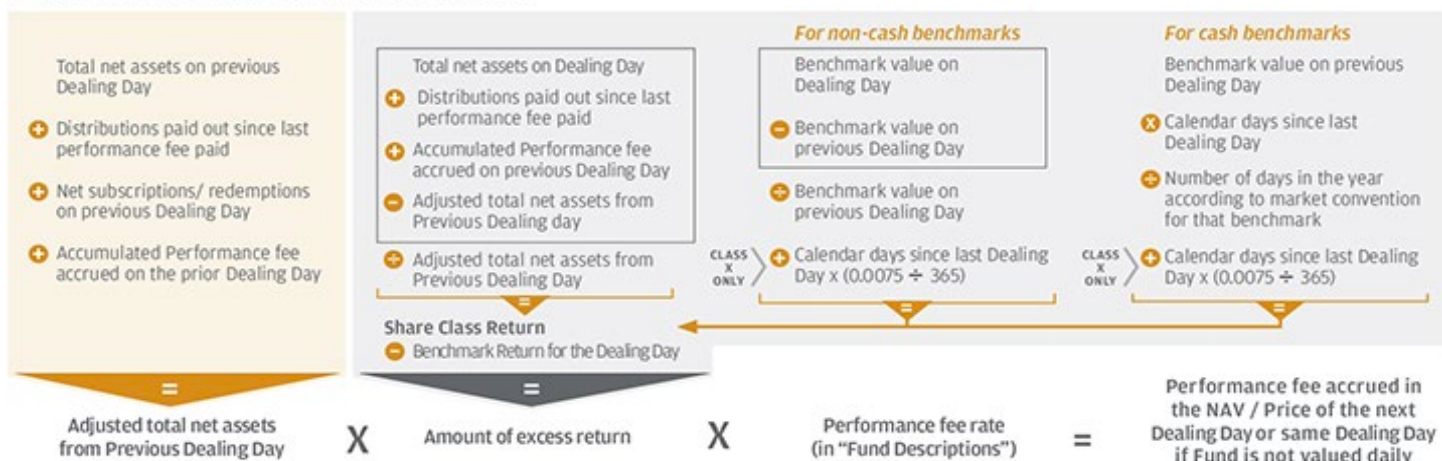 Total net assets on previous
Dealing Day
+ Distributions paid out since last
performance fee paid
+ Net subscriptions/ redemptions
on previous Dealing Day
+ Accumulated Performance fee
accrued on the prior Dealing Day
=
Adjusted total net assets
from Previous Dealing Day
X
Total net assets on Dealing Day
+ Distributions paid out since last
performance fee paid
+ Accumulated Performance fee
accrued on previous Dealing Day
− Adjusted total net assets from
Previous Dealing day
÷ Adjusted total net assets from
Previous Dealing Day
=
Share Class Return
− Benchmark Return for the Dealing Day
=
Amount of excess return
X
For non-cash benchmarks
Benchmark value on
Dealing Day
− Benchmark value on
previous Dealing Day
÷ Benchmark value on
previous Dealing Day
CLASS
X
ONLY
+ Calendar days since last Dealing
Day x (0.0075 ÷ 365)
=
For cash benchmarks
Benchmark value on previous
Dealing Day
x Calendar days since last
Dealing Day
÷ Number of days in the year
according to market convention
for that benchmark
CLASS
X
ONLY
+ Calendar days since last Dealing
Day x (0.0075 ÷ 365)
=
Performance fee rate
(in "Fund Descriptions")
=
Performance fee accrued in
the NAV / Price of the next
Dealing Day or same Dealing Day
if Fund is not valued daily